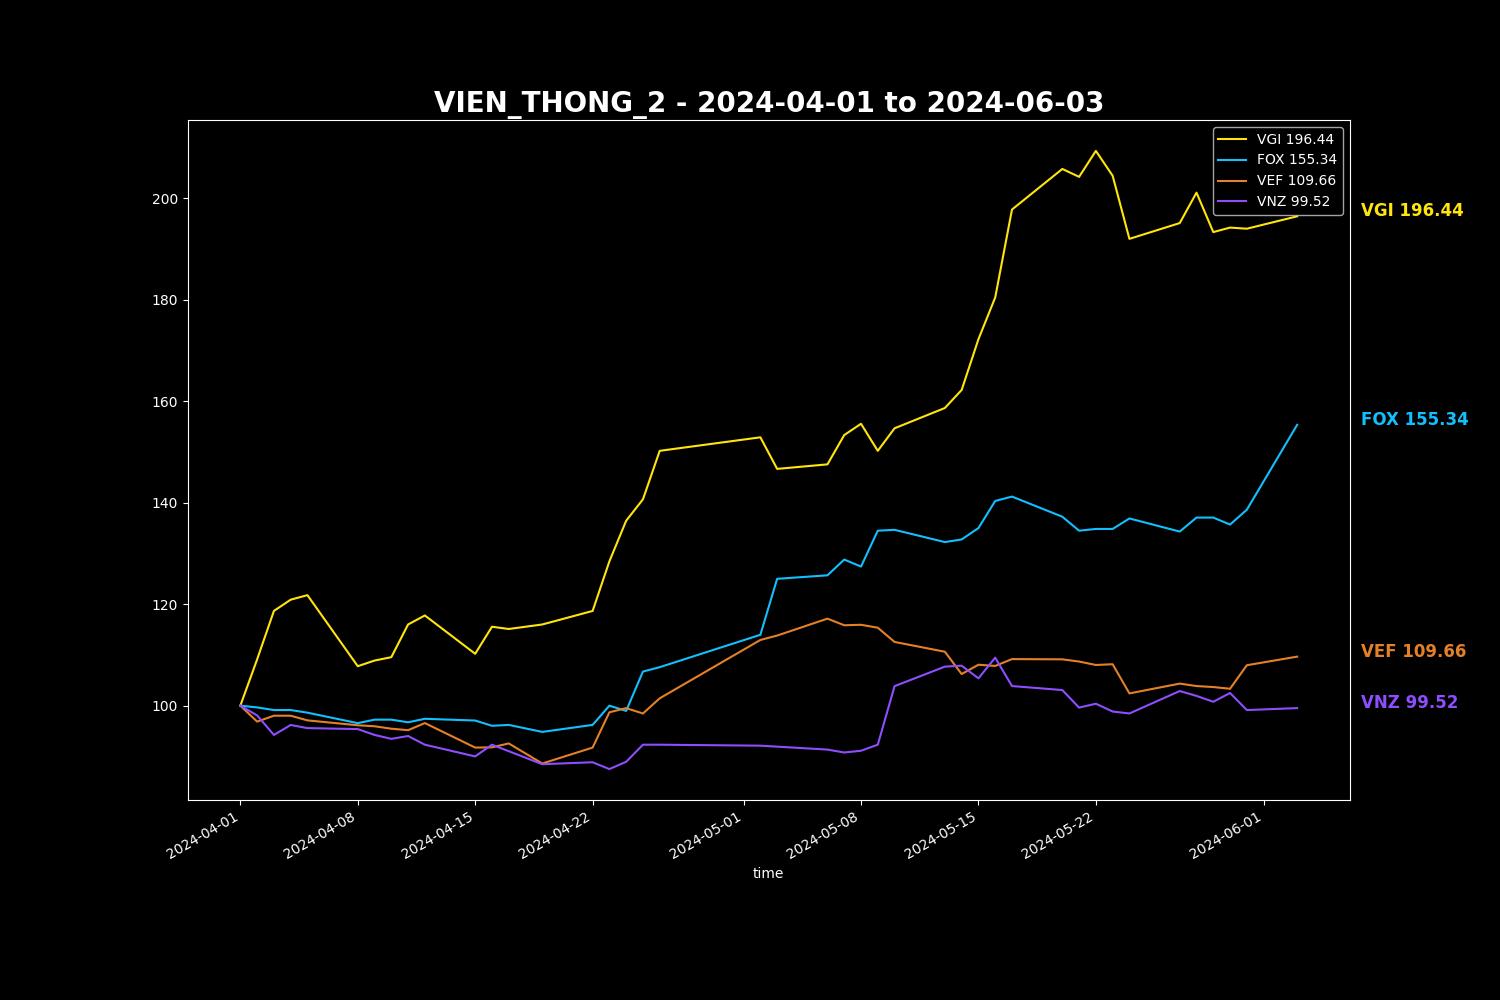 VIEN_THONG_2 - 2024-04-01 to 2024-06-03
VGI 196.44
FOX 155.34
VEF 109.66
VNZ 99.52
200
180
160
140
120
100
VGI 196.44
FOX 155.34
VEF 109.66
VNZ 99.52
2024-04-01
2024-04-08
2024-04-15
2024-04-22
2024-05-01
2024-05-08
2024-05-15
2024-05-22
2024-06-01
time